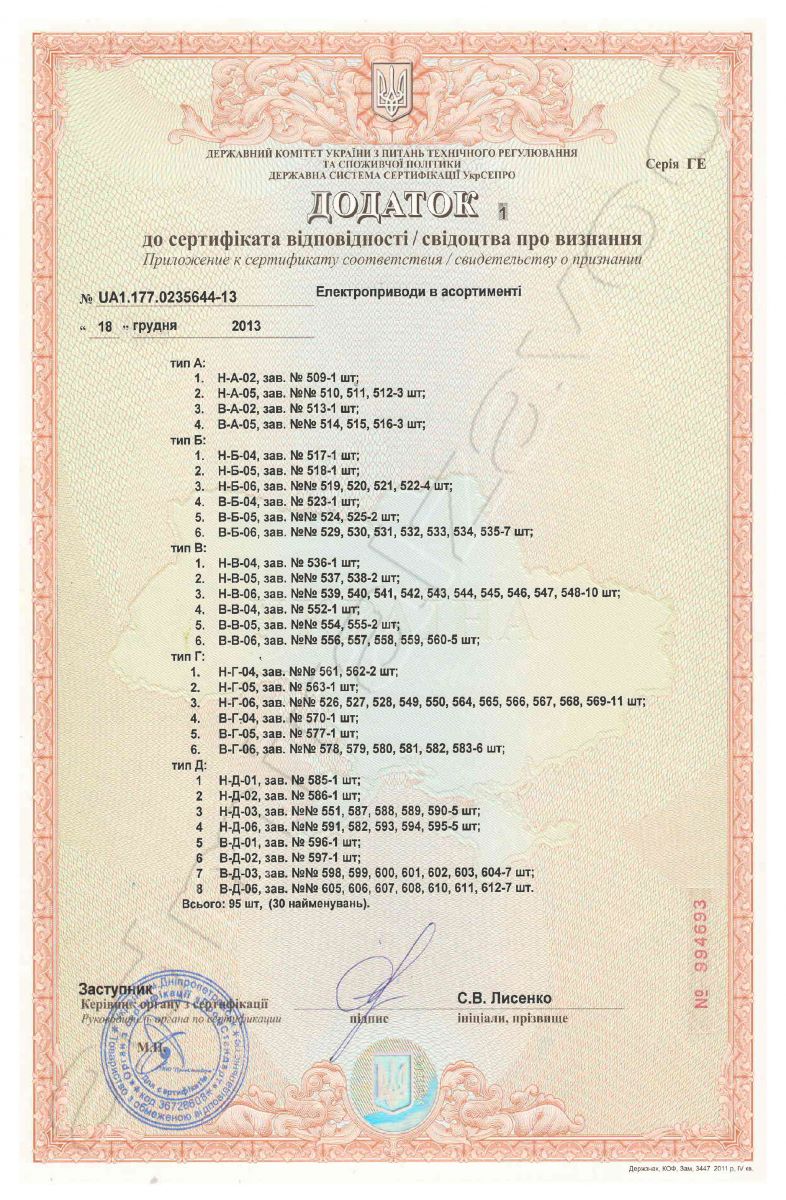 ДЕРЖАВНИЙ КОМІТЕТ УКРАЇНИ З ПИТАНЬ ТЕХНІЧНОГО РЕГУЛЮВАННЯ
ТА СПОЖИВЧОЇ ПОЛІТИКИ
ДЕРЖАВНА СИСТЕМА СЕРТИФІКАЦІЇ УкрСЕПРО
Серія ГЕ
ДОДАТОК 1
до сертифіката відповідності / свідоцтва про визнання
Приложение к сертификату соответствия / свидетельству о признании
№ UA1.177.0235644-13 Електроприводи в асортименті
“ 18 ” грудня 2013
тип А:
1. Н-А-02, зав. № 509-1 шт;
2. Н-А-05, зав. №№ 510, 511, 512-3 шт;
3. В-А-02, зав. № 513-1 шт;
4. В-А-05, зав. №№ 514, 515, 516-3 шт;
тип Б:
1. Н-Б-04, зав. № 517-1 шт;
2. Н-Б-05, зав. № 518-1 шт;
3. Н-Б-06, зав. №№ 519, 520, 521, 522-4 шт;
4. В-Б-04, зав. № 523-1 шт;
5. В-Б-05, зав. №№ 524, 525-2 шт;
6. В-Б-06, зав. №№ 529, 530, 531, 532, 533, 534, 535-7 шт;
тип В:
1. Н-В-04, зав. № 536-1 шт;
2. Н-В-05, зав. №№ 537, 538-2 шт;
3. Н-В-06, зав. №№ 539, 540, 541, 542, 543, 544, 545, 546, 547, 548-10 шт;
4. В-В-04, зав. № 552-1 шт;
5. В-В-05, зав. №№ 554, 555-2 шт;
6. В-В-06, зав. №№ 556, 557, 558, 559, 560-5 шт;
тип Г:
1. Н-Г-04, зав. №№ 561, 562-2 шт;
2. Н-Г-05, зав. № 563-1 шт;
3. Н-Г-06, зав. №№ 526, 527, 528, 549, 550, 564, 565, 566, 567, 568, 569-11 шт;
4. В-Г-04, зав. № 570-1 шт;
5. В-Г-05, зав. № 577-1 шт;
6. В-Г-06, зав. №№ 578, 579, 580, 581, 582, 583-6 шт;
тип Д:
1 Н-Д-01, зав. № 585-1 шт;
2 Н-Д-02, зав. № 586-1 шт;
3 Н-Д-03, зав. №№ 551, 587, 588, 589, 590-5 шт;
4 Н-Д-06, зав. №№ 591, 582, 593, 594, 595-5 шт;
5 В-Д-01, зав. № 596-1 шт;
6 В-Д-02, зав. № 597-1 шт;
7 В-Д-03, зав. №№ 598, 599, 600, 601, 602, 603, 604-7 шт;
8 В-Д-06, зав. №№ 605, 606, 607, 608, 610, 611, 612-7 шт.
Всього: 95 шт, (30 найменувань).
№ 994693
Заступник
Керівник органу з сертифікації С.В. Лисенко
Руководитель органа по сертификации підпис ініціали, прізвище
М.П.
Держзнак, КОФ, Зам, 3447 2011 р, IV кв.